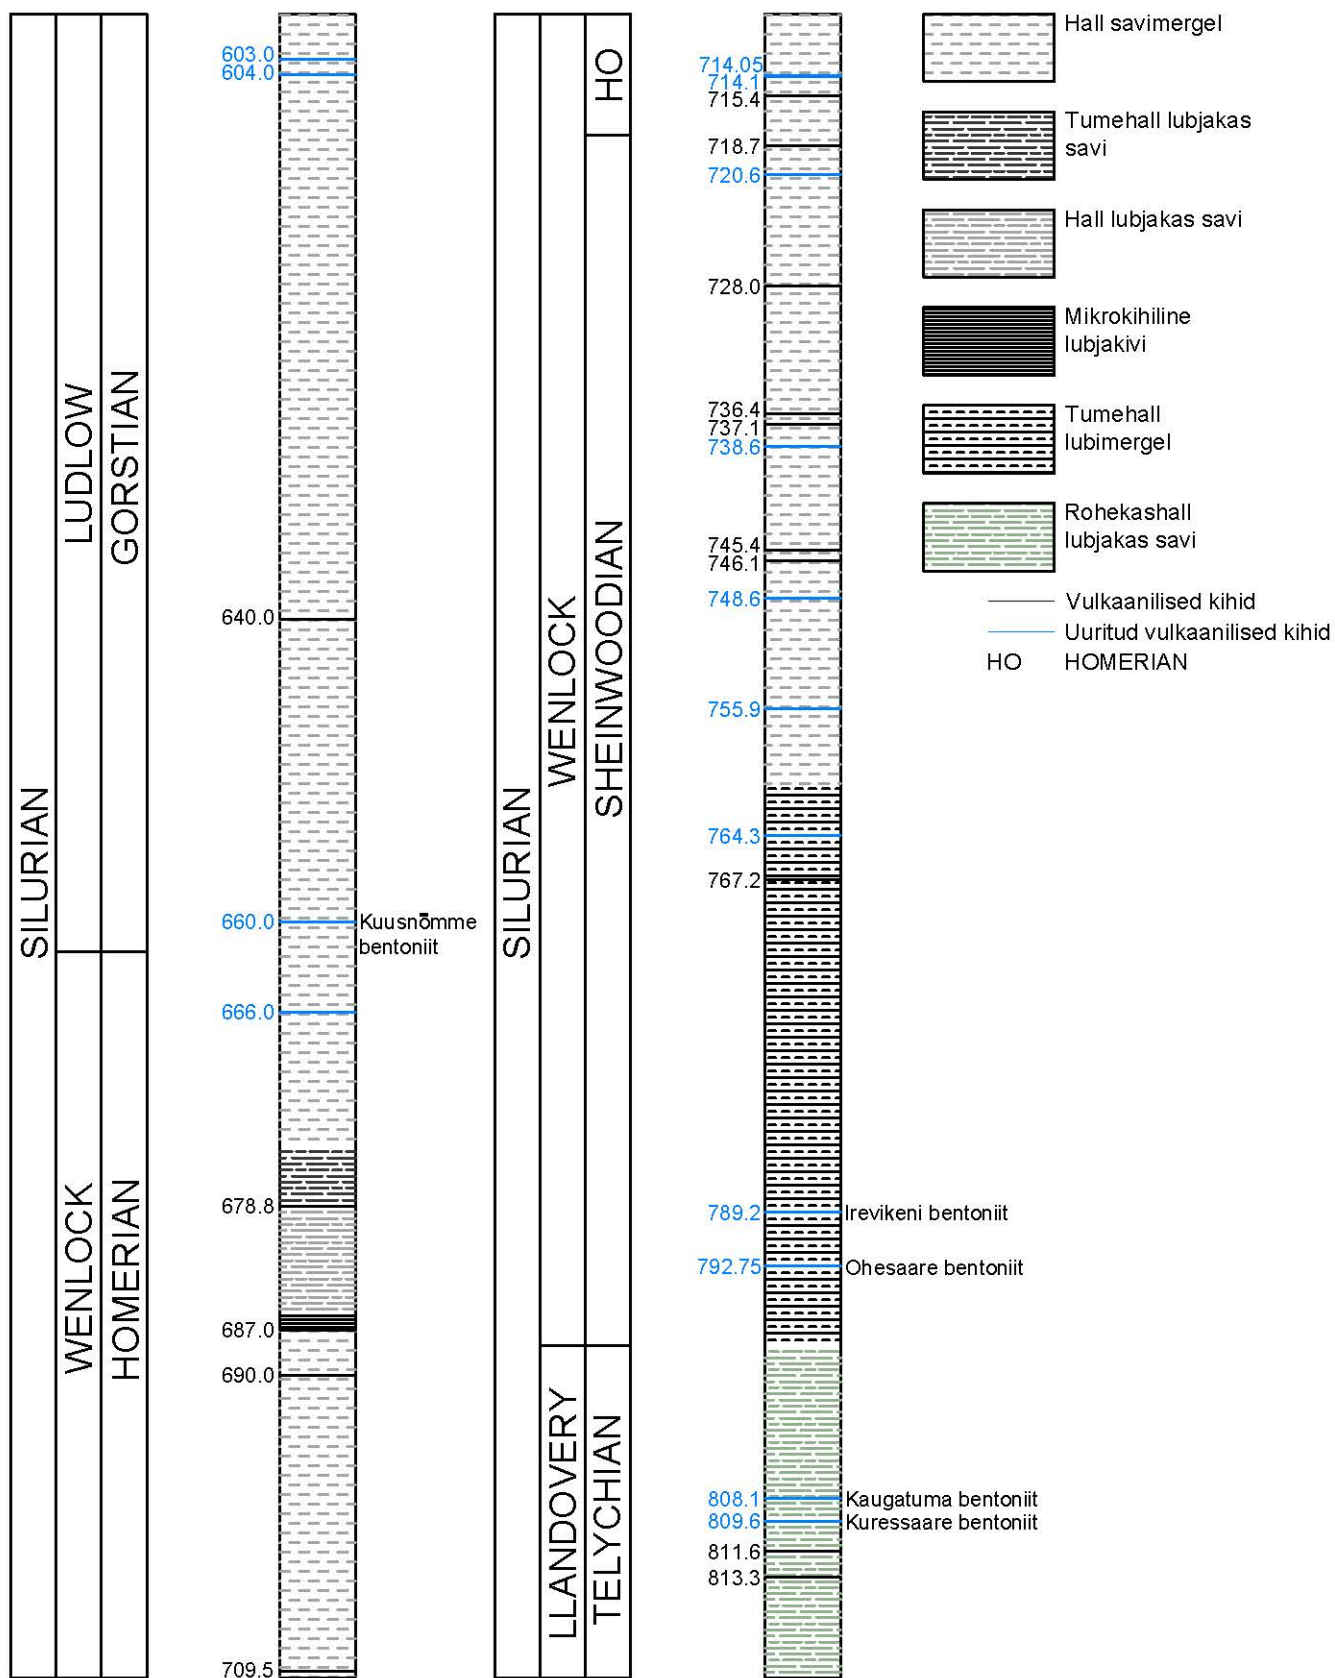 SILURIAN
LUDLOW
GORSTIAN
WENLOCK
HOMERIAN
603.0
604.0
640.0
660.0
Kuusnõmme
bentoniit
666.0
678.8
687.0
690.0
709.5
SILURIAN
WENLOCK
HO
SHEINWOODIAN
LLANDOVERY
TELYCHIAN
714.05
714.1
715.4
718.7
720.6
728.0
736.4
737.1
738.6
745.4
746.1
748.6
755.9
764.3
767.2
789.2 Irevikeni bentoniit
792.75 Ohesaare bentoniit
808.1 Kaugatuma bentoniit
809.6 Kuressaare bentoniit
811.6
813.3
Hall savimergel
Tumehall lubjakas
savi
Hall lubjakas savi
Mikrokihiline
lubjakivi
Tumehall
lubimergel
Rohekashall
lubjakas savi
Vulkaanilised kihid
Uuritud vulkaanilised kihid
HO HOMERIAN